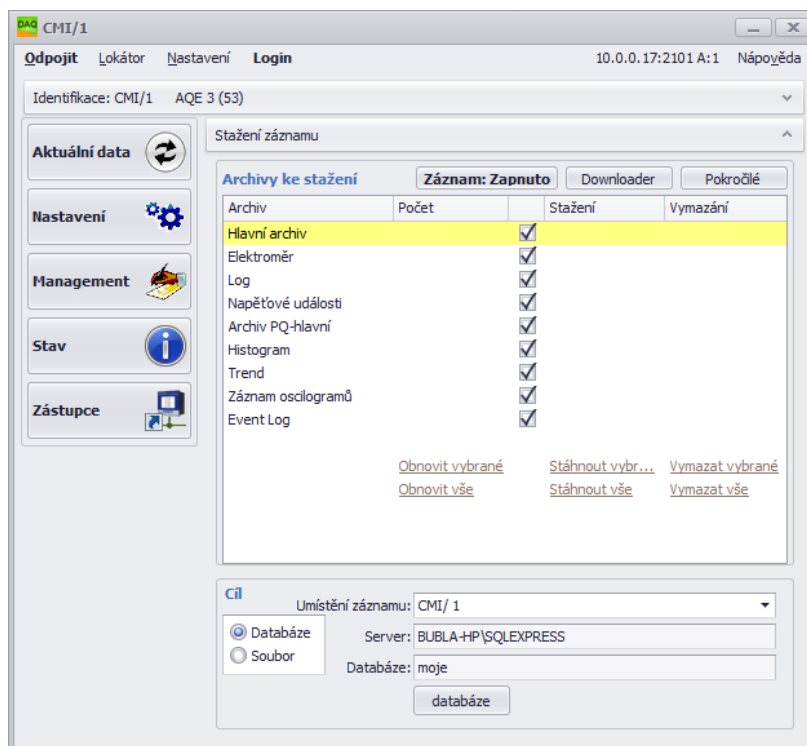 DAQ CMI/1
Odpojit Lokátor Nastavení Login 10.0.0.17:2101 A:1 Nápověda
Identifikace: CMI/1 AQE 3 (53)
Aktuální data
Nastavení
Management
Stav
Zástupce
Stažení záznamu
Archivy ke stažení Záznam: Zapnuto Downloader Pokročilé
Archiv Počet Stažení Vymazání
Hlavní archiv
Elektroměr
Log
Napěťové události
Archiv PQ-hlavní
Histogram
Trend
Záznam oscilogramů
Event Log
Obnovit vybrané Stáhnout vybr... Vymazat vybrané
Obnovit vše Stáhnout vše Vymazat vše
Cíl
Umístění záznamu: CMI/ 1
Databáze
Soubor
Server: BUBLA-HP\SQLEXPRESS
Databáze: moje
databáze